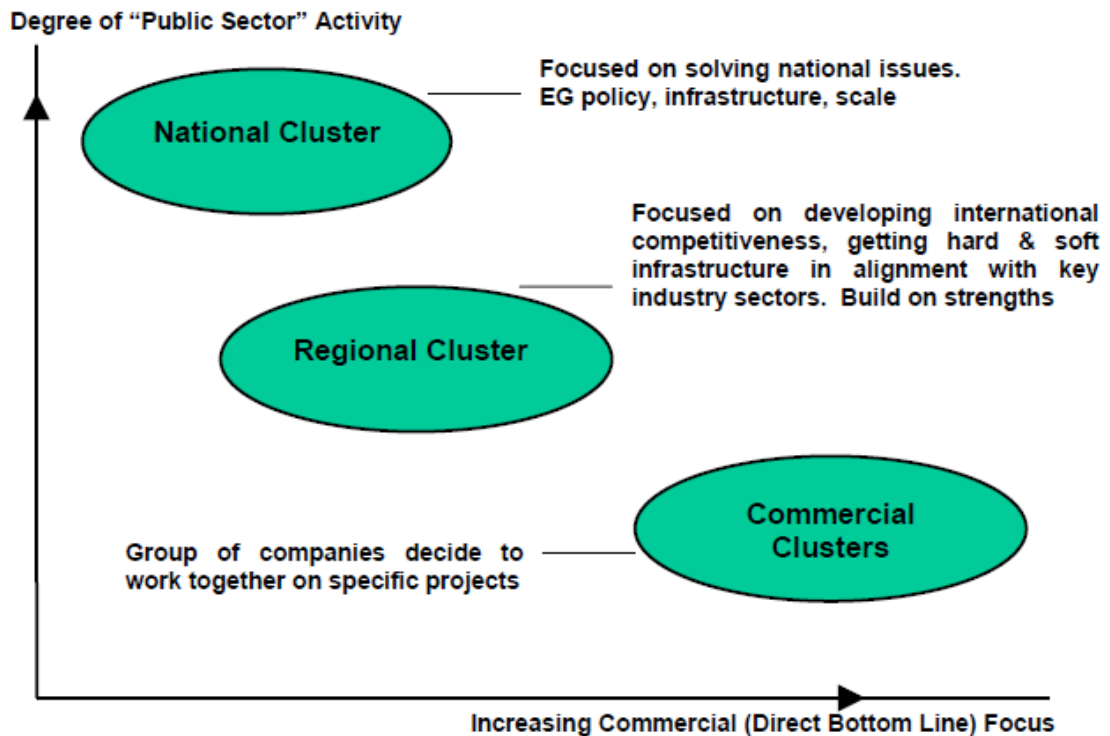 Degree of “Public Sector” Activity
Focused on solving national issues.
EG policy, infrastructure, scale
National Cluster
Focused on developing international
competitiveness, getting hard & soft
infrastructure in alignment with key
industry sectors. Build on strengths
Regional Cluster
Commercial
Clusters
Group of companies decide to
work together on specific projects
Increasing Commercial (Direct Bottom Line) Focus